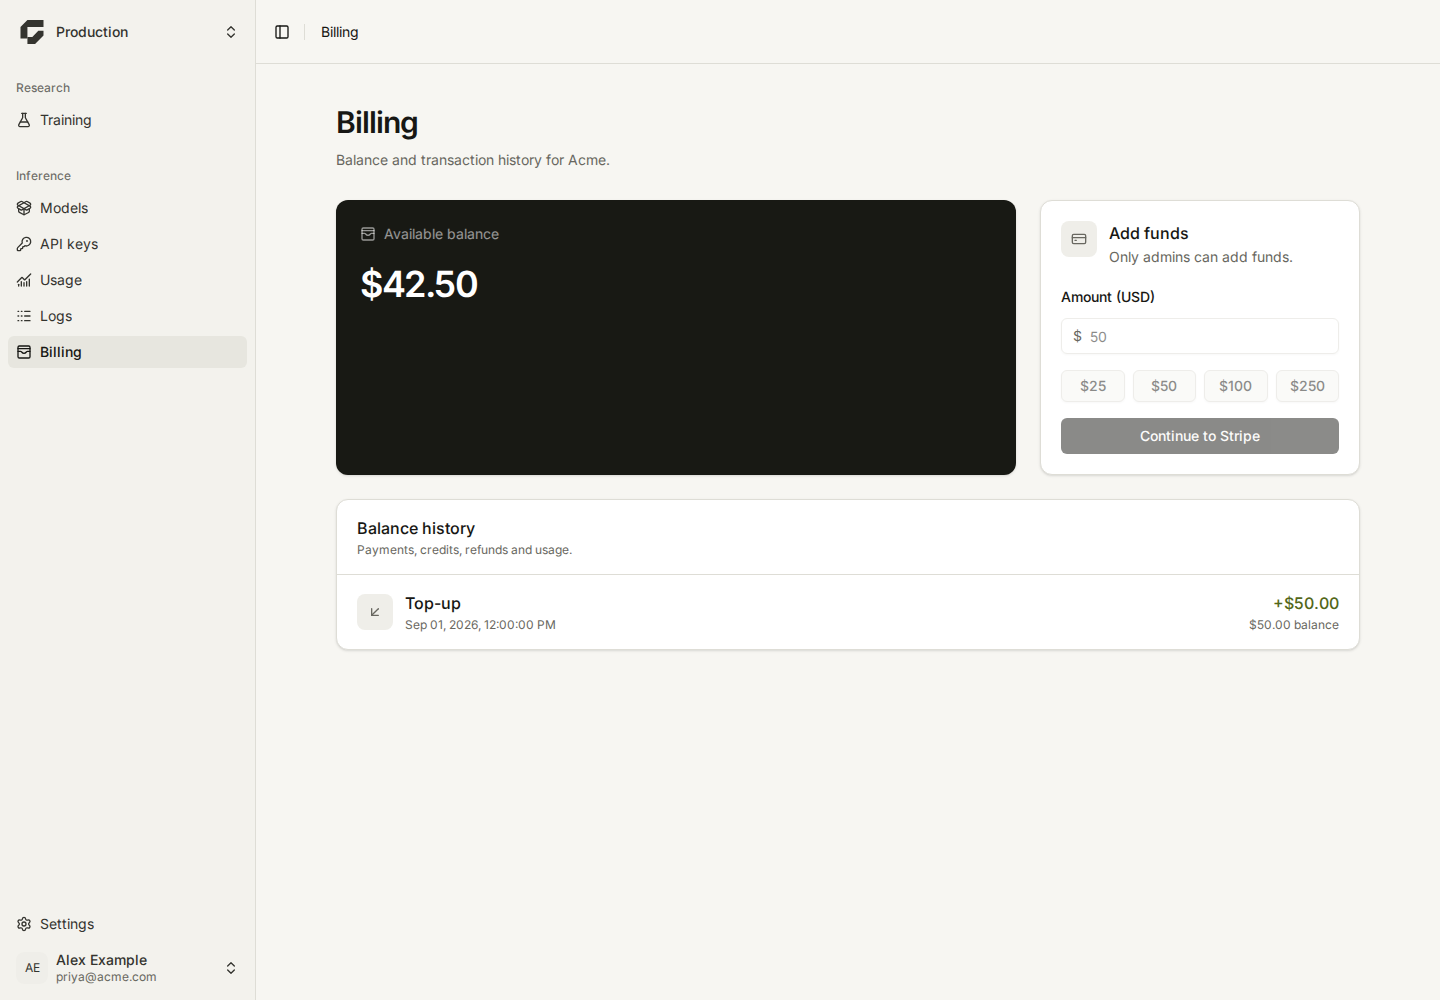 Production
Research
Training
Inference
Models
API keys
Usage
Logs
Billing
Settings
AE
Alex Example
priya@acme.com
Billing
Billing
Balance and transaction history for Acme.
Available balance
$42.50
Add funds
Only admins can add funds.
Amount (USD)
$ 50
$25 $50 $100 $250
Continue to Stripe
Balance history
Payments, credits, refunds and usage.
Top-up +$50.00
Sep 01, 2026, 12:00:00 PM $50.00 balance